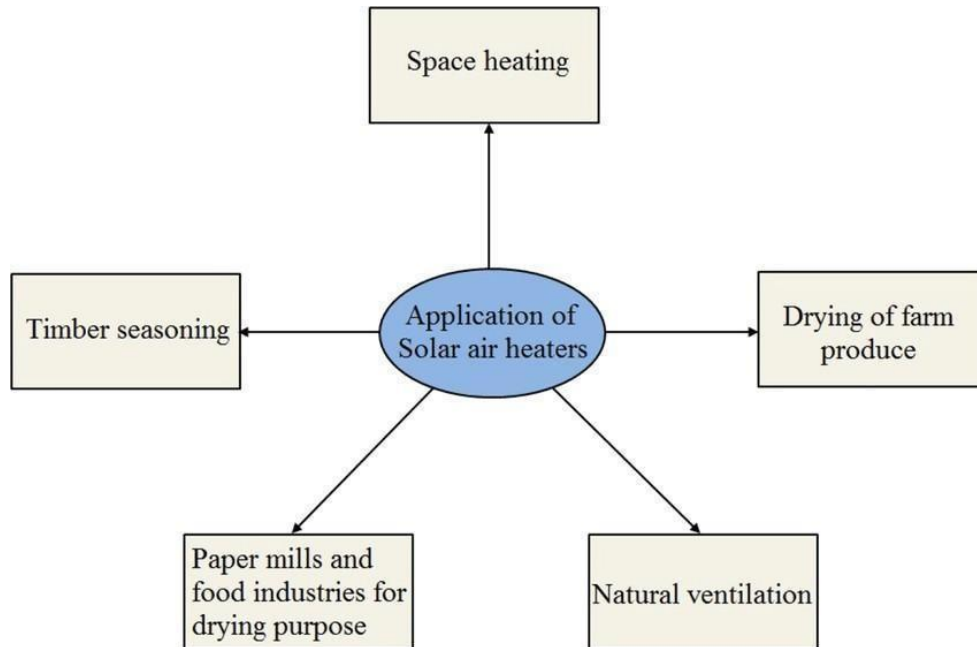 Space heating
Timber seasoning
Application of
Solar air heaters
Drying of farm
produce
Paper mills and
food industries for
drying purpose
Natural ventilation